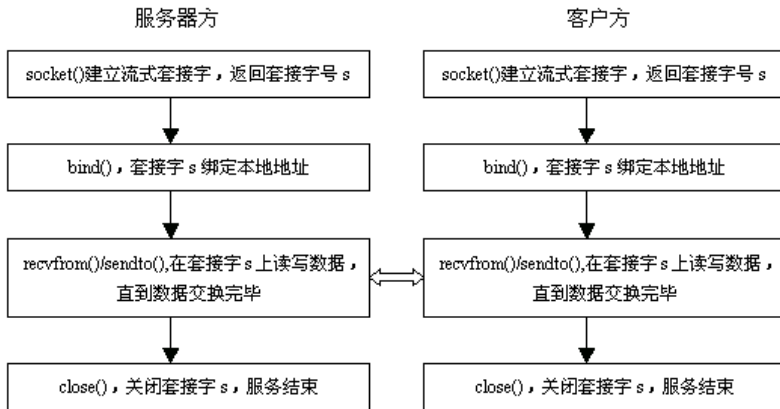 服务器方
socket()建立流式套接字，返回套接字号 s
bind()，套接字 s 绑定本地地址
recvfrom()/sendto(),在套接字 s 上读写数据，
直到数据交换完毕
close()，关闭套接字 s，服务结束
客户方
socket()建立流式套接字，返回套接字号 s
bind()，套接字 s 绑定本地地址
recvfrom()/sendto(),在套接字 s 上读写数据，
直到数据交换完毕
close()，关闭套接字 s，服务结束